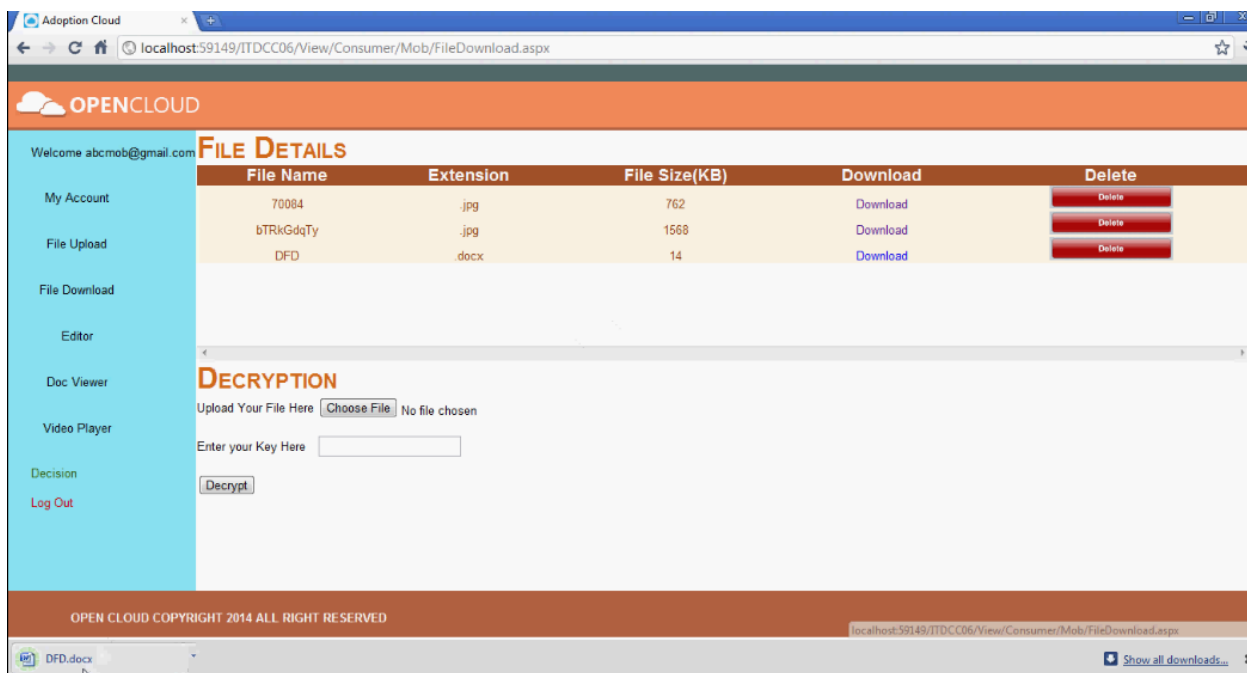 Adoption Cloud
localhost:59149/ITDCC06/View/Consumer/Mob/FileDownload.aspx
OPENCLOUD
Welcome abcmob@gmail.com
My Account
File Upload
File Download
Editor
Doc Viewer
Video Player
Decision
Log Out
FILE DETAILS
File Name Extension File Size(KB) Download Delete
70084 .jpg 762 Download Delete
bTRkGdqTy .jpg 1568 Download Delete
DFD .docx 14 Download Delete
DECRYPTION
Upload Your File Here Choose File No file chosen
Enter your Key Here
Decrypt
OPEN CLOUD COPYRIGHT 2014 ALL RIGHT RESERVED
localhost:59149/ITDCC06/View/Consumer/Mob/FileDownload.aspx
DFD.docx Show all downloads...